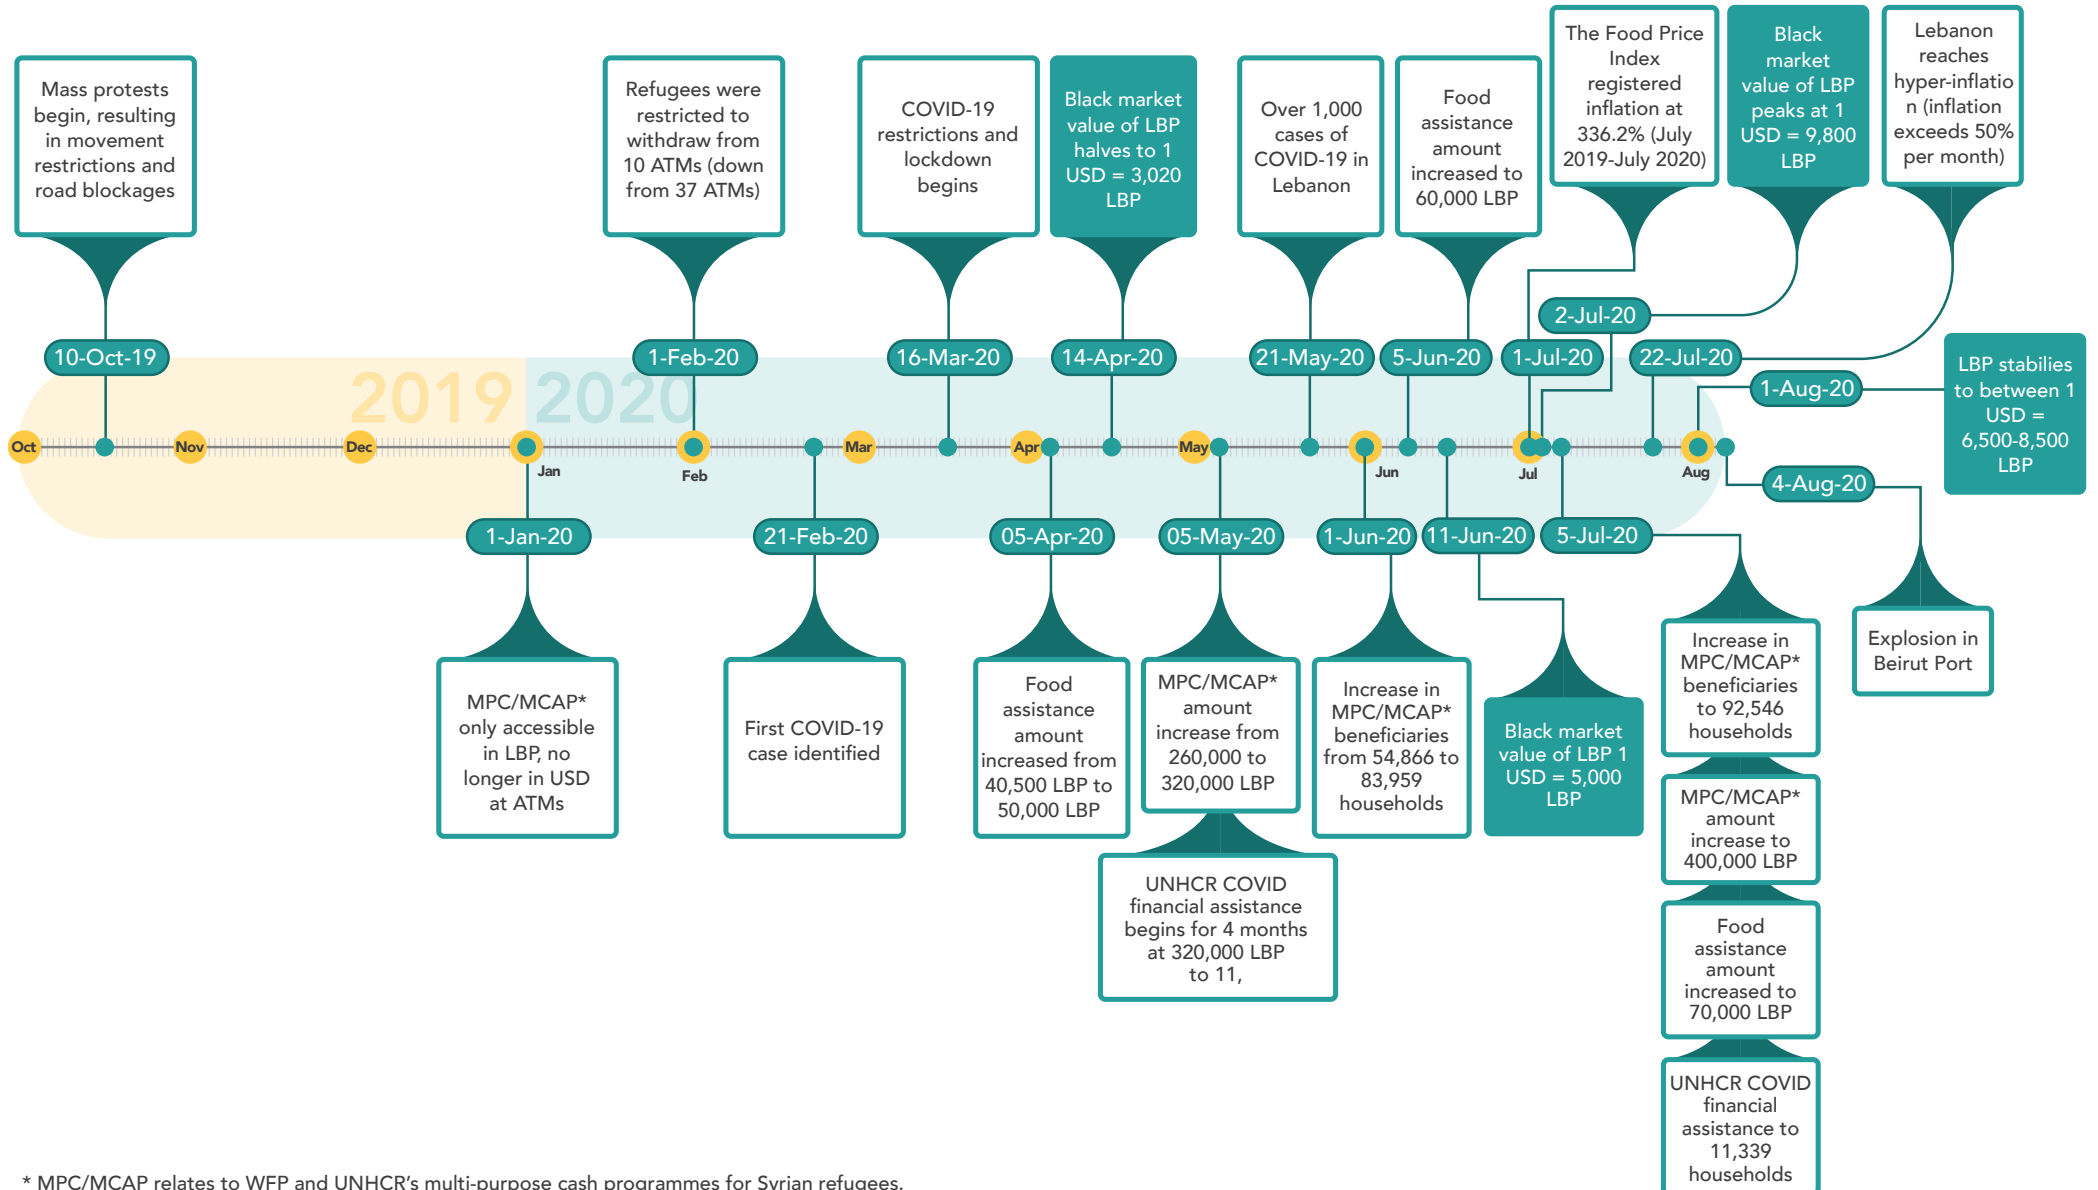 Mass protests
begin, resulting
in movement
restrictions and
road blockages
Refugees were
restricted to
withdraw from
10 ATMs (down
from 37 ATMs)
COVID-19
restrictions and
lockdown
begins
Black market
value of LBP
halves to 1
USD = 3,020
LBP
Over 1,000
cases of
COVID-19 in
Lebanon
Food
assistance
amount
increased to
60,000 LBP
The Food Price
Index
registered
inflation at
336.2% (July
2019-July 2020)
Black
market
value of LBP
peaks at 1
USD = 9,800
LBP
Lebanon
reaches
hyper-inflatio
n (inflation
exceeds 50%
per month)
10-Oct-19
1-Feb-20
16-Mar-20
14-Apr-20
21-May-20
5-Jun-20
1-Jul-20
2-Jul-20
22-Jul-20
1-Aug-20
LBP stabilies
to between 1
USD =
6,500-8,500
LBP
2019
2020
Oct
Nov
Dec
Jan
Feb
Mar
Apr
May
Jun
Jul
Aug
4-Aug-20
1-Jan-20
21-Feb-20
05-Apr-20
05-May-20
1-Jun-20
11-Jun-20
5-Jul-20
MPC/MCAP*
only accessible
in LBP, no
longer in USD
at ATMs
First COVID-19
case identified
Food
assistance
amount
increased from
40,500 LBP to
50,000 LBP
MPC/MCAP*
amount
increase from
260,000 to
320,000 LBP
UNHCR COVID
financial assistance
begins for 4 months
at 320,000 LBP
to 11,
Increase in
MPC/MCAP*
beneficiaries
from 54,866 to
83,959
households
Black market
value of LBP 1
USD = 5,000
LBP
Increase in
MPC/MCAP*
beneficiaries
to 92,546
households
MPC/MCAP*
amount
increase to
400,000 LBP
Food
assistance
amount
increased to
70,000 LBP
UNHCR COVID
financial
assistance to
11,339
households
Explosion in
Beirut Port
* MPC/MCAP relates to WFP and UNHCR's multi-purpose cash programmes for Syrian refugees.